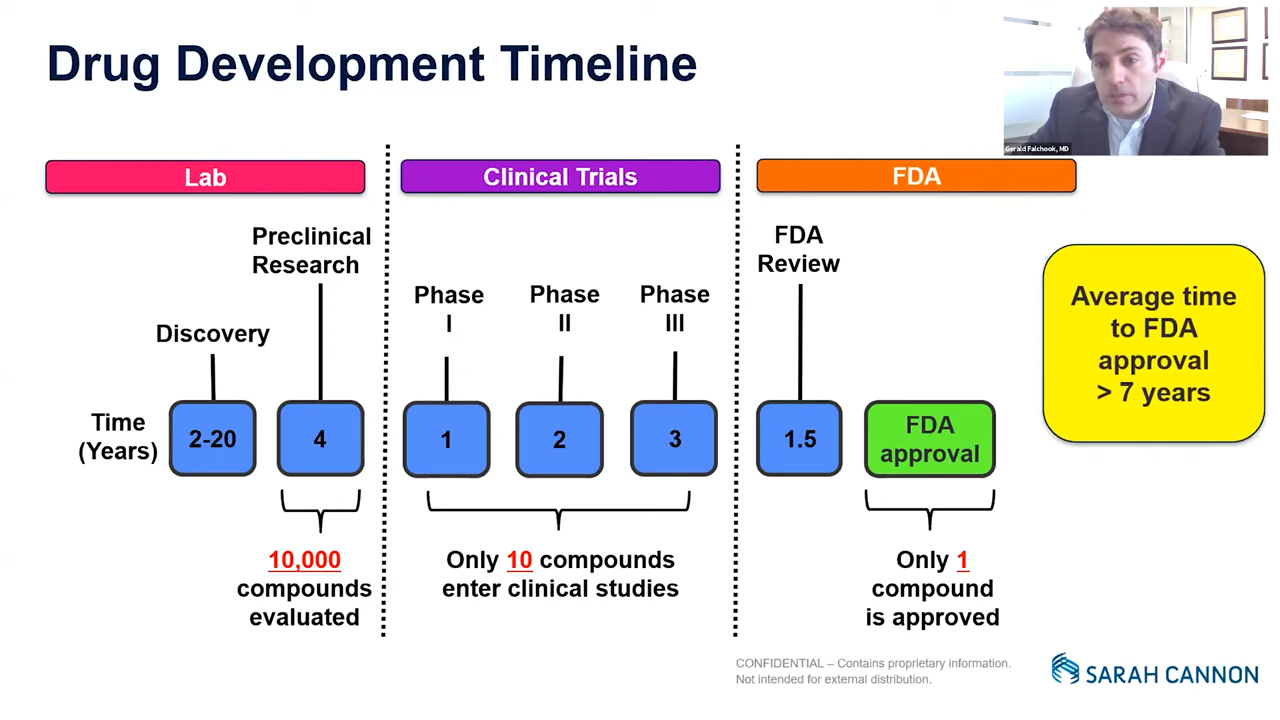 Drug Development Timeline
Gerald Falchook, MD
Lab
Clinical Trials
FDA
Preclinical
Research
Discovery
Phase
I
Phase
II
Phase
III
FDA
Review
Average time
to FDA
approval
> 7 years
Time
(Years)
2-20
4
1
2
3
1.5
FDA
approval
10,000
compounds
evaluated
Only 10 compounds
enter clinical studies
Only 1
compound
is approved
CONFIDENTIAL – Contains proprietary information.
Not intended for external distribution.
SARAH CANNON